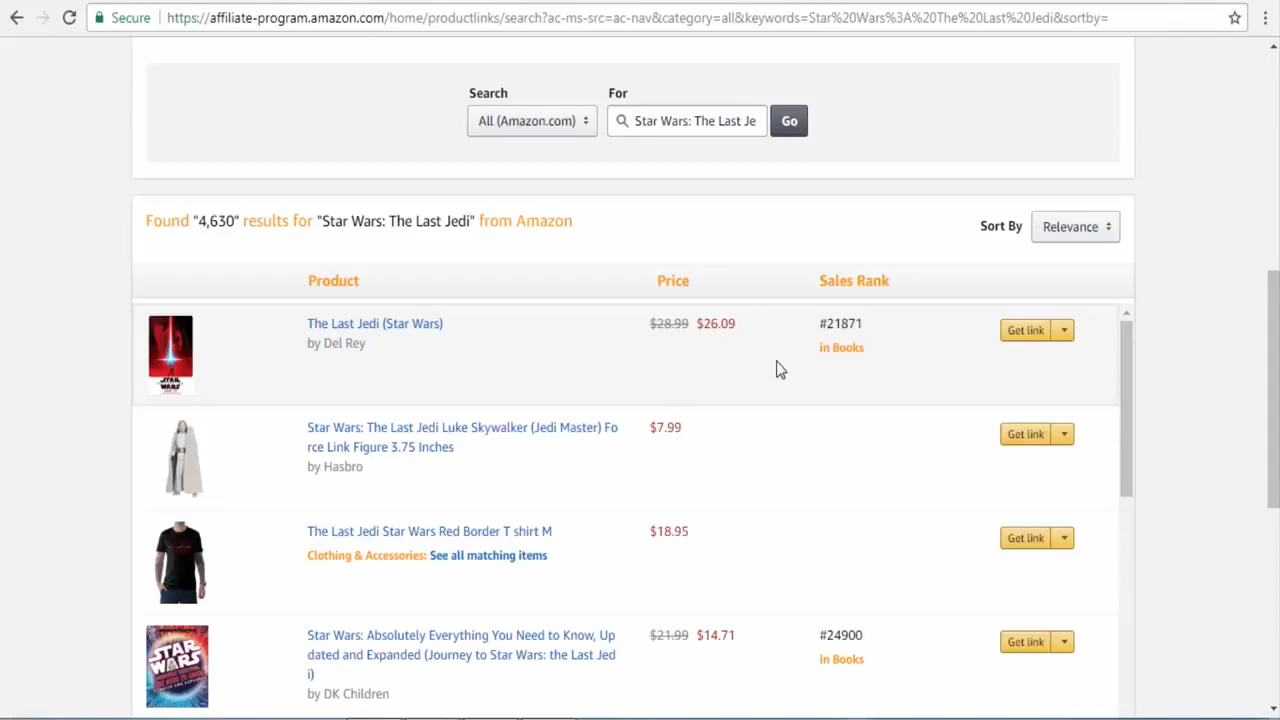 Secure
https://affiliate-program.amazon.com/home/productlinks/search?ac-ms-src=ac-nav&category=all&keywords=Star%20Wars%3A%20The%20Last%20Jedi&sortby=
Search
For
All (Amazon.com)
Star Wars: The Last Je
Go
Found "4,630" results for "Star Wars: The Last Jedi" from Amazon
Sort By
Relevance
Product
Price
Sales Rank
The Last Jedi (Star Wars)
by Del Rey
$28.99 $26.09
#21871
in Books
Get link
Star Wars: The Last Jedi Luke Skywalker (Jedi Master) Fo
rce Link Figure 3.75 Inches
by Hasbro
$7.99
Get link
The Last Jedi Star Wars Red Border T shirt M
Clothing & Accessories: See all matching items
$18.95
Get link
STAR
WARS
Star Wars: Absolutely Everything You Need to Know, Up
dated and Expanded (Journey to Star Wars: the Last Jed
i)
by DK Children
$21.99 $14.71
#24900
in Books
Get link